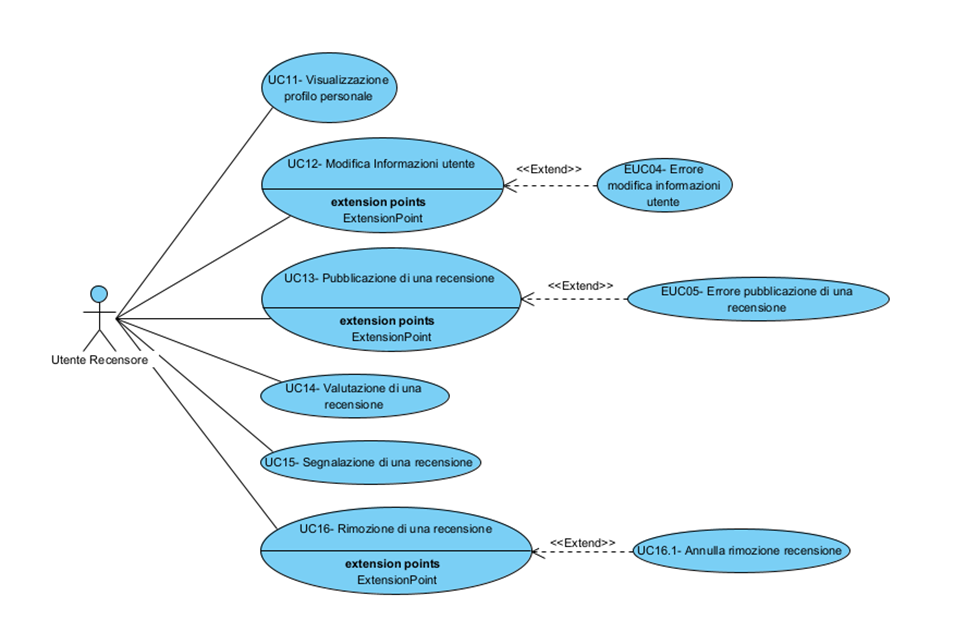 UC11- Visualizzazione
profilo personale
UC12- Modifica Informazioni utente
extension points
ExtensionPoint
<<Extend>>
EUC04- Errore
modifica informazioni
utente
UC13- Pubblicazione di una recensione
extension points
ExtensionPoint
<<Extend>>
EUC05- Errore pubblicazione di una
recensione
Utente Recensore
UC14- Valutazione di una
recensione
UC15- Segnalazione di una recensione
UC16- Rimozione di una recensione
extension points
ExtensionPoint
<<Extend>>
UC16.1- Annulla rimozione recensione